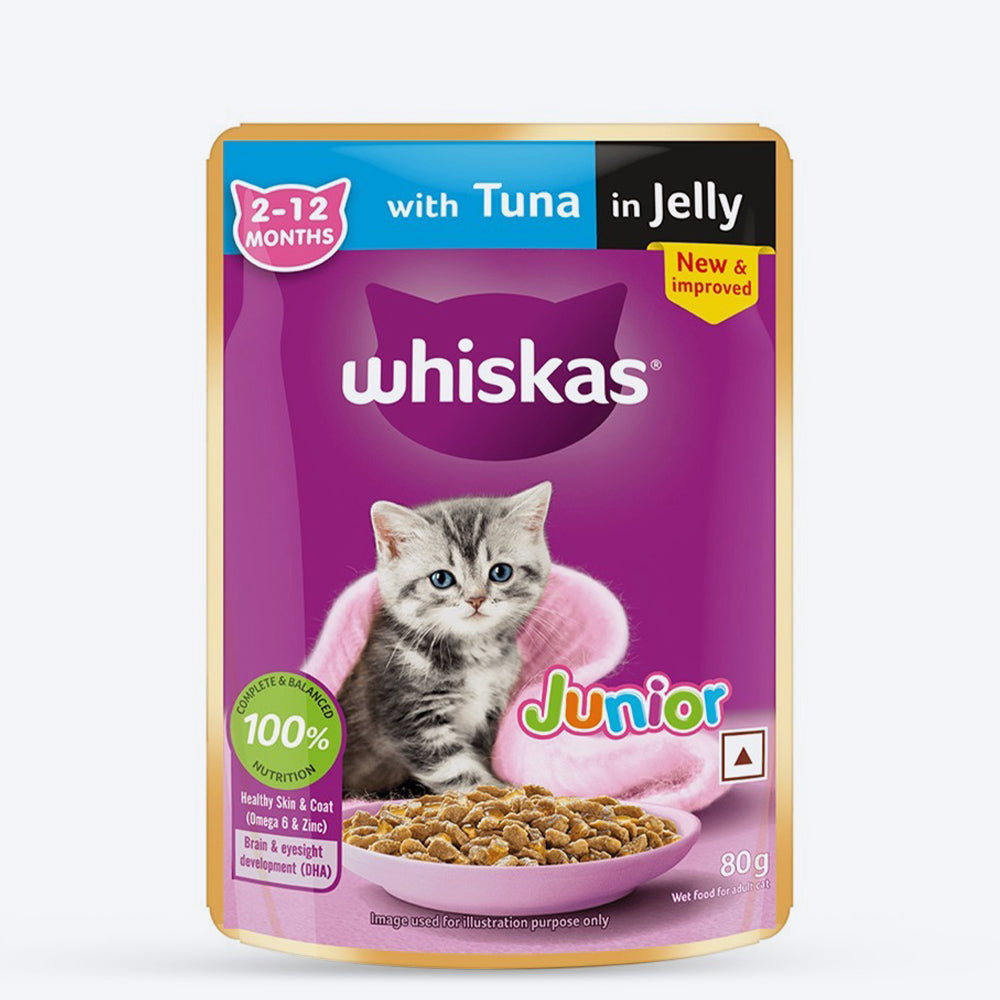 2-12
MONTHS
with Tuna in Jelly
New &
improved
whiskas®
Junior
COMPLETE & BALANCED
100%
NUTRITION
Healthy Skin & Coat
(Omega 6 & Zinc)
Brain & eyesight
development (DHA)
80g
Wet food for adult cat
Image used for illustration purpose only